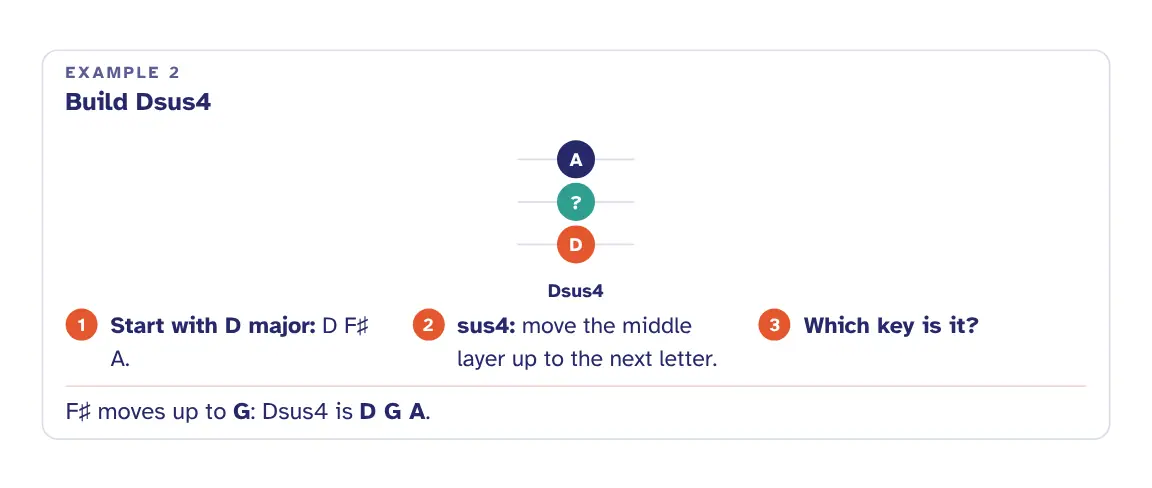 EXAMPLE 2
Build Dsus4
A
?
D
Dsus4
1 Start with D major: D F♯
A.
2 sus4: move the middle
layer up to the next letter.
3 Which key is it?
F♯ moves up to G: Dsus4 is D G A.